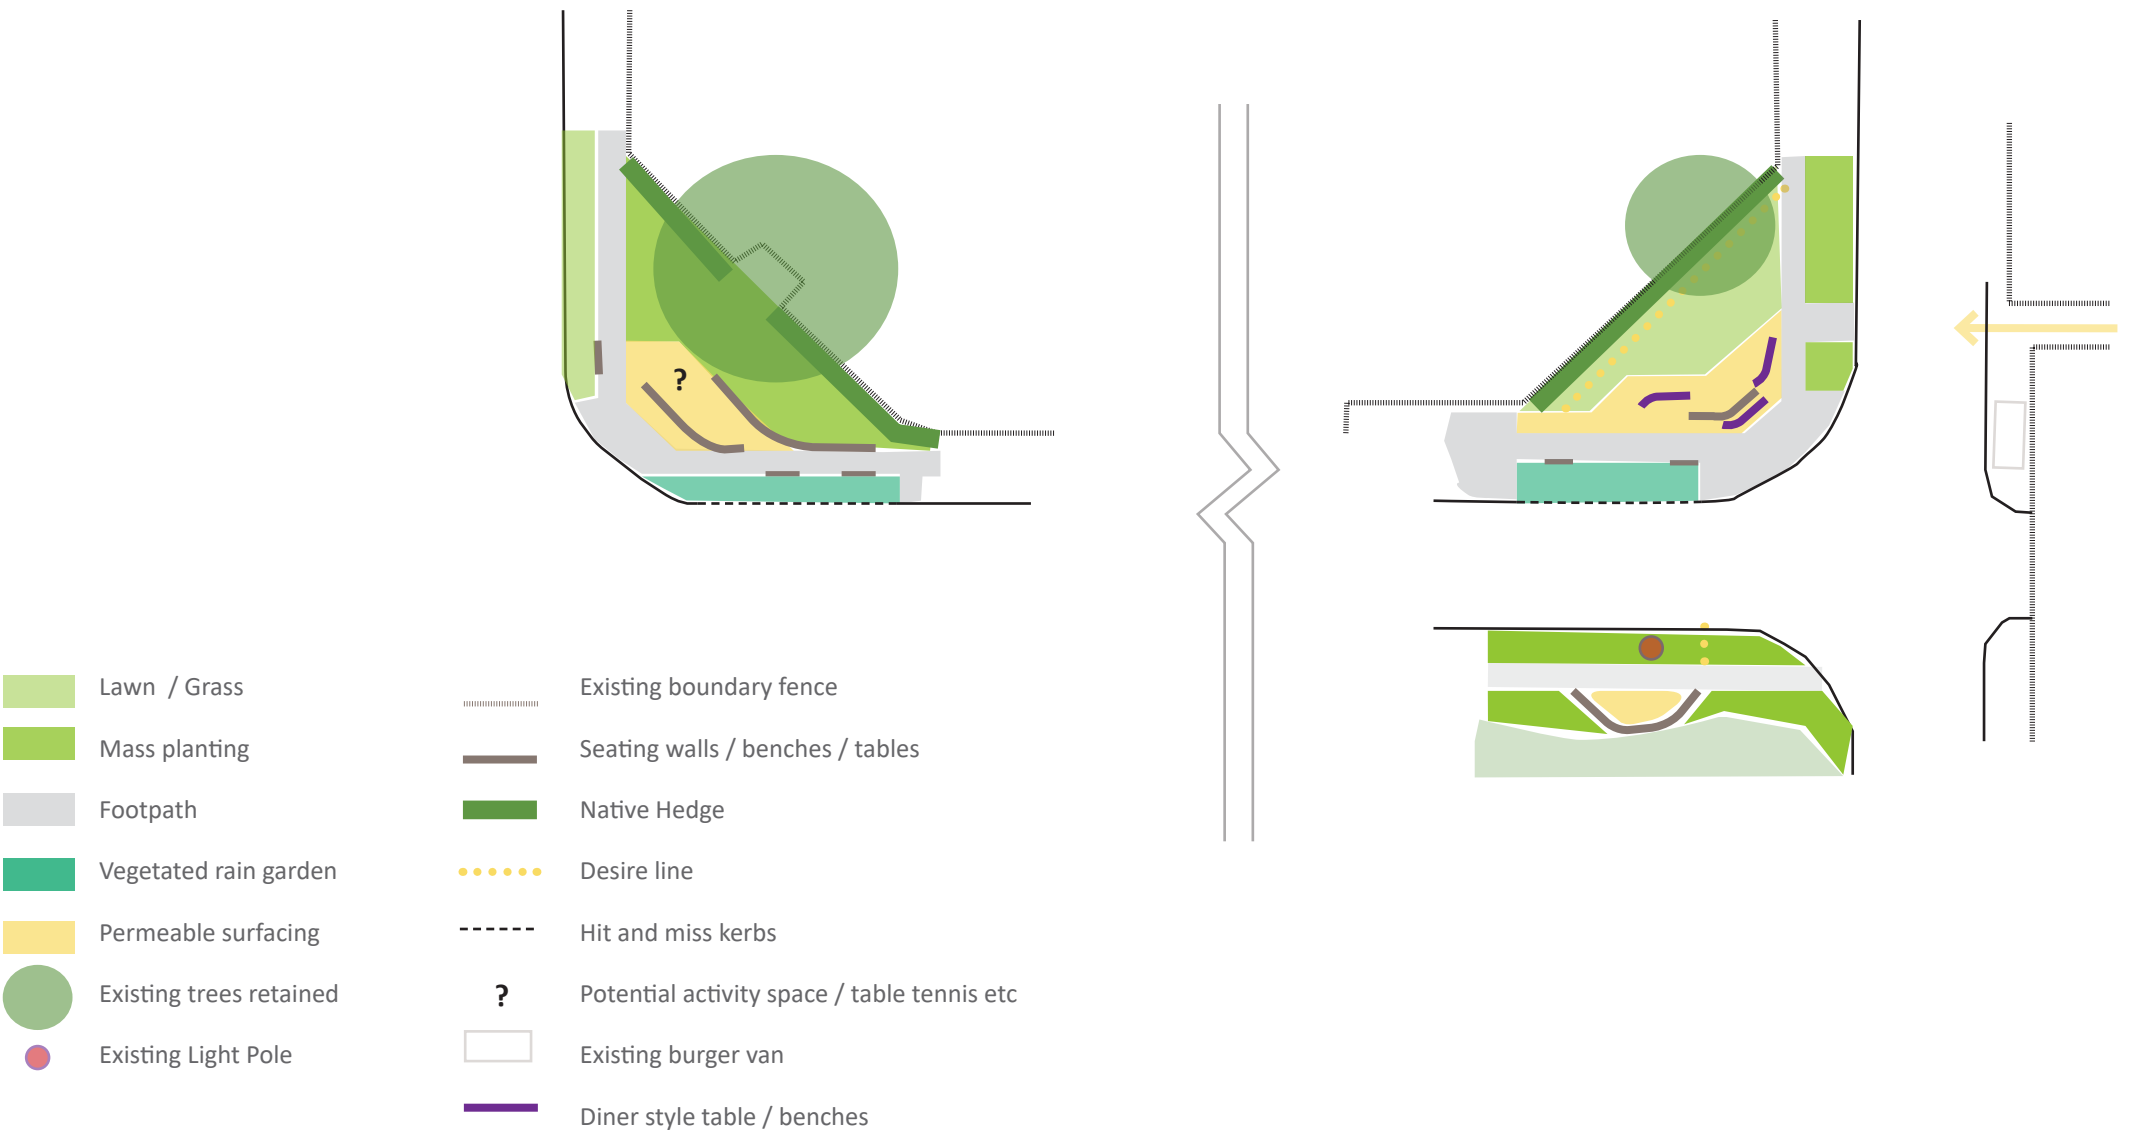 ?
Lawn / Grass
Mass planting
Footpath
Vegetated rain garden
Permeable surfacing
Existing trees retained
Existing Light Pole
Existing boundary fence
Seating walls / benches / tables
Native Hedge
Desire line
Hit and miss kerbs
? Potential activity space / table tennis etc
Existing burger van
Diner style table / benches